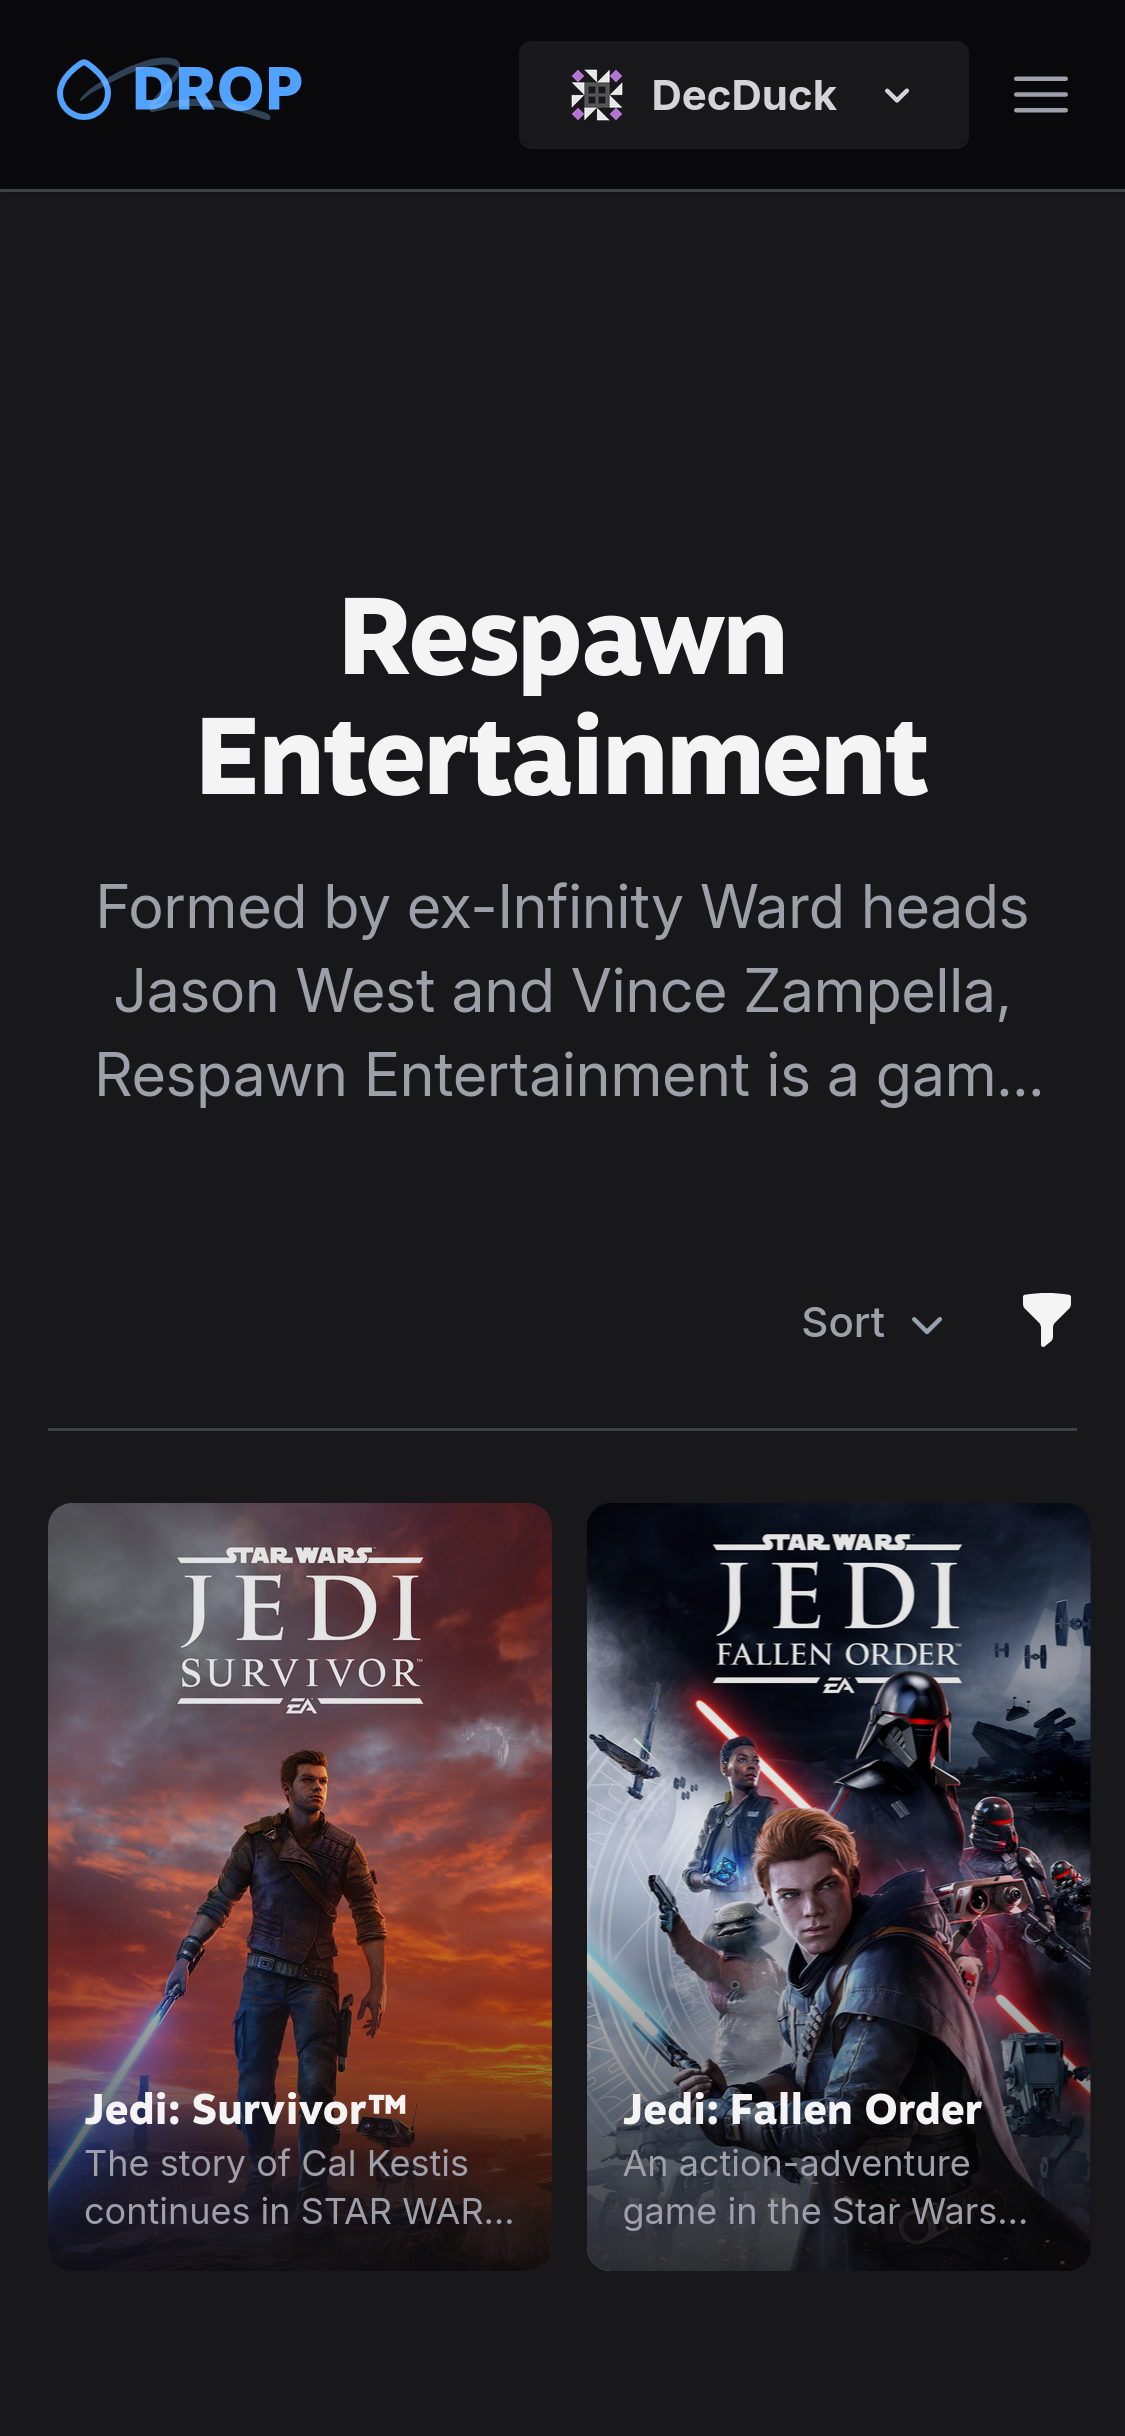 DROP
DecDuck
Respawn
Entertainment
Formed by ex-Infinity Ward heads
Jason West and Vince Zampella,
Respawn Entertainment is a gam...
Sort
STAR WARS
JEDI
SURVIVOR™
EA
Jedi: Survivor™
The story of Cal Kestis
continues in STAR WAR...
STAR WARS
JEDI
FALLEN ORDER™
EA
Jedi: Fallen Order
An action-adventure
game in the Star Wars...